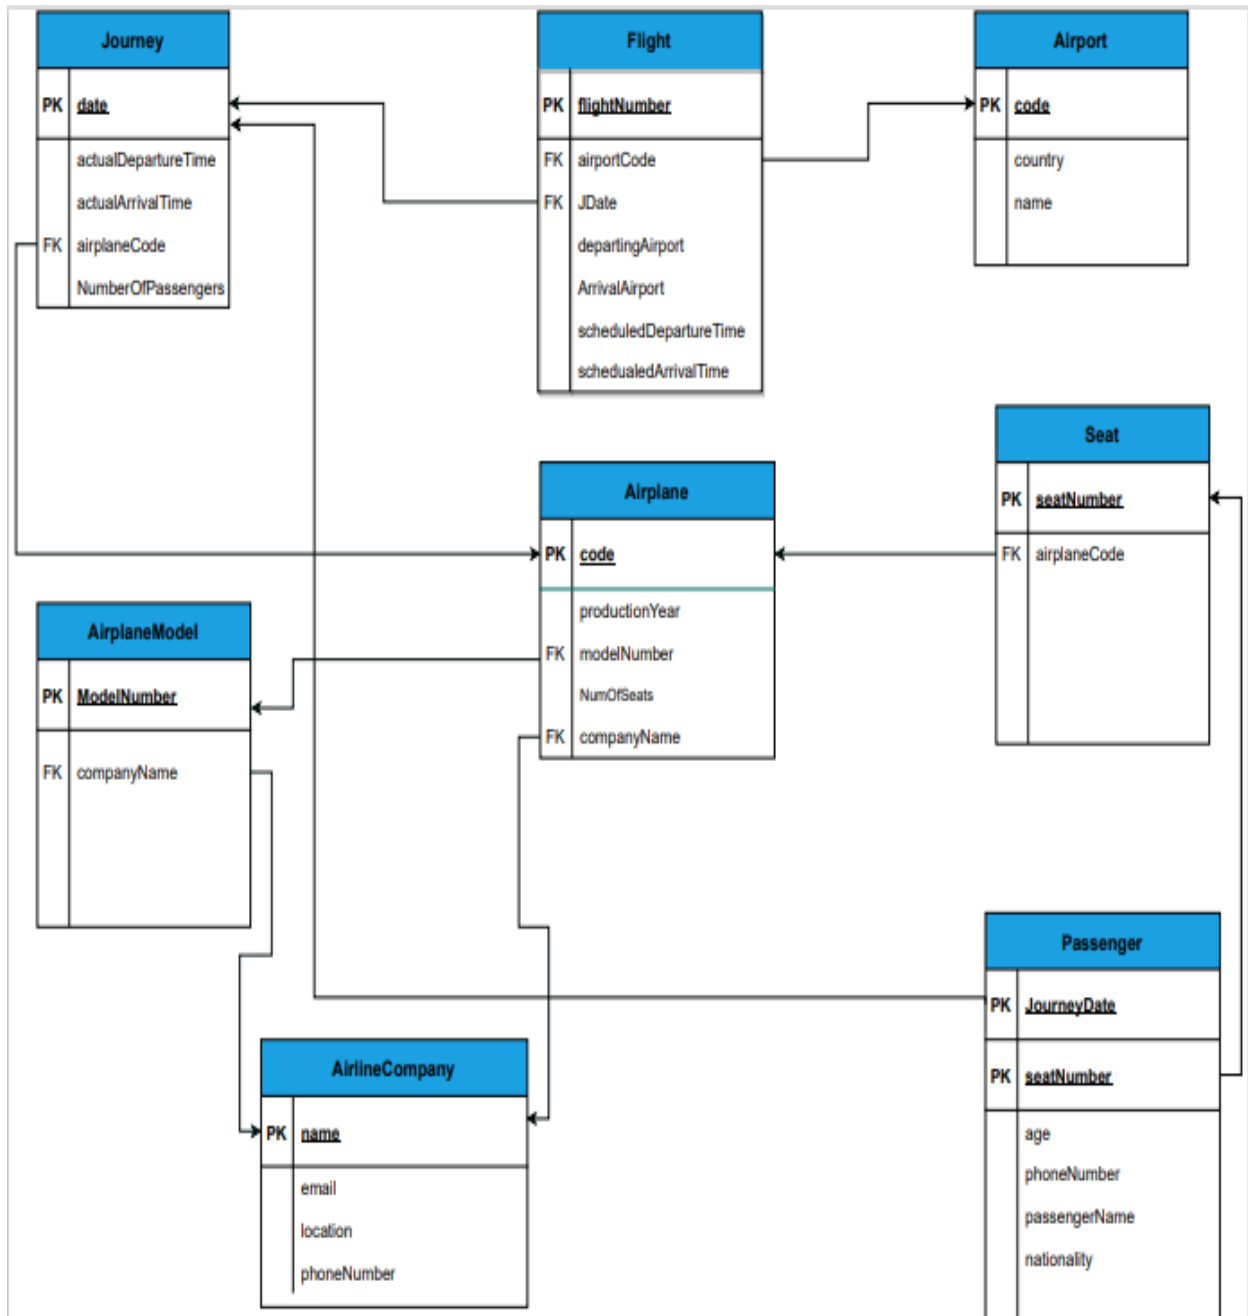 Journey
PK date
actualDepartureTime
actualArrivalTime
FK airplaneCode
NumberOfPassengers
Flight
PK flightNumber
FK airportCode
FK JDate
departingAirport
ArrivalAirport
scheduledDepartureTime
schedualedArrivalTime
Airport
PK code
country
name
Seat
PK seatNumber
FK airplaneCode
Airplane
PK code
productionYear
FK modelNumber
NumOfSeats
FK companyName
AirplaneModel
PK ModelNumber
FK companyName
Passenger
PK JourneyDate
PK seatNumber
age
phoneNumber
passengerName
nationality
AirlineCompany
PK name
email
location
phoneNumber